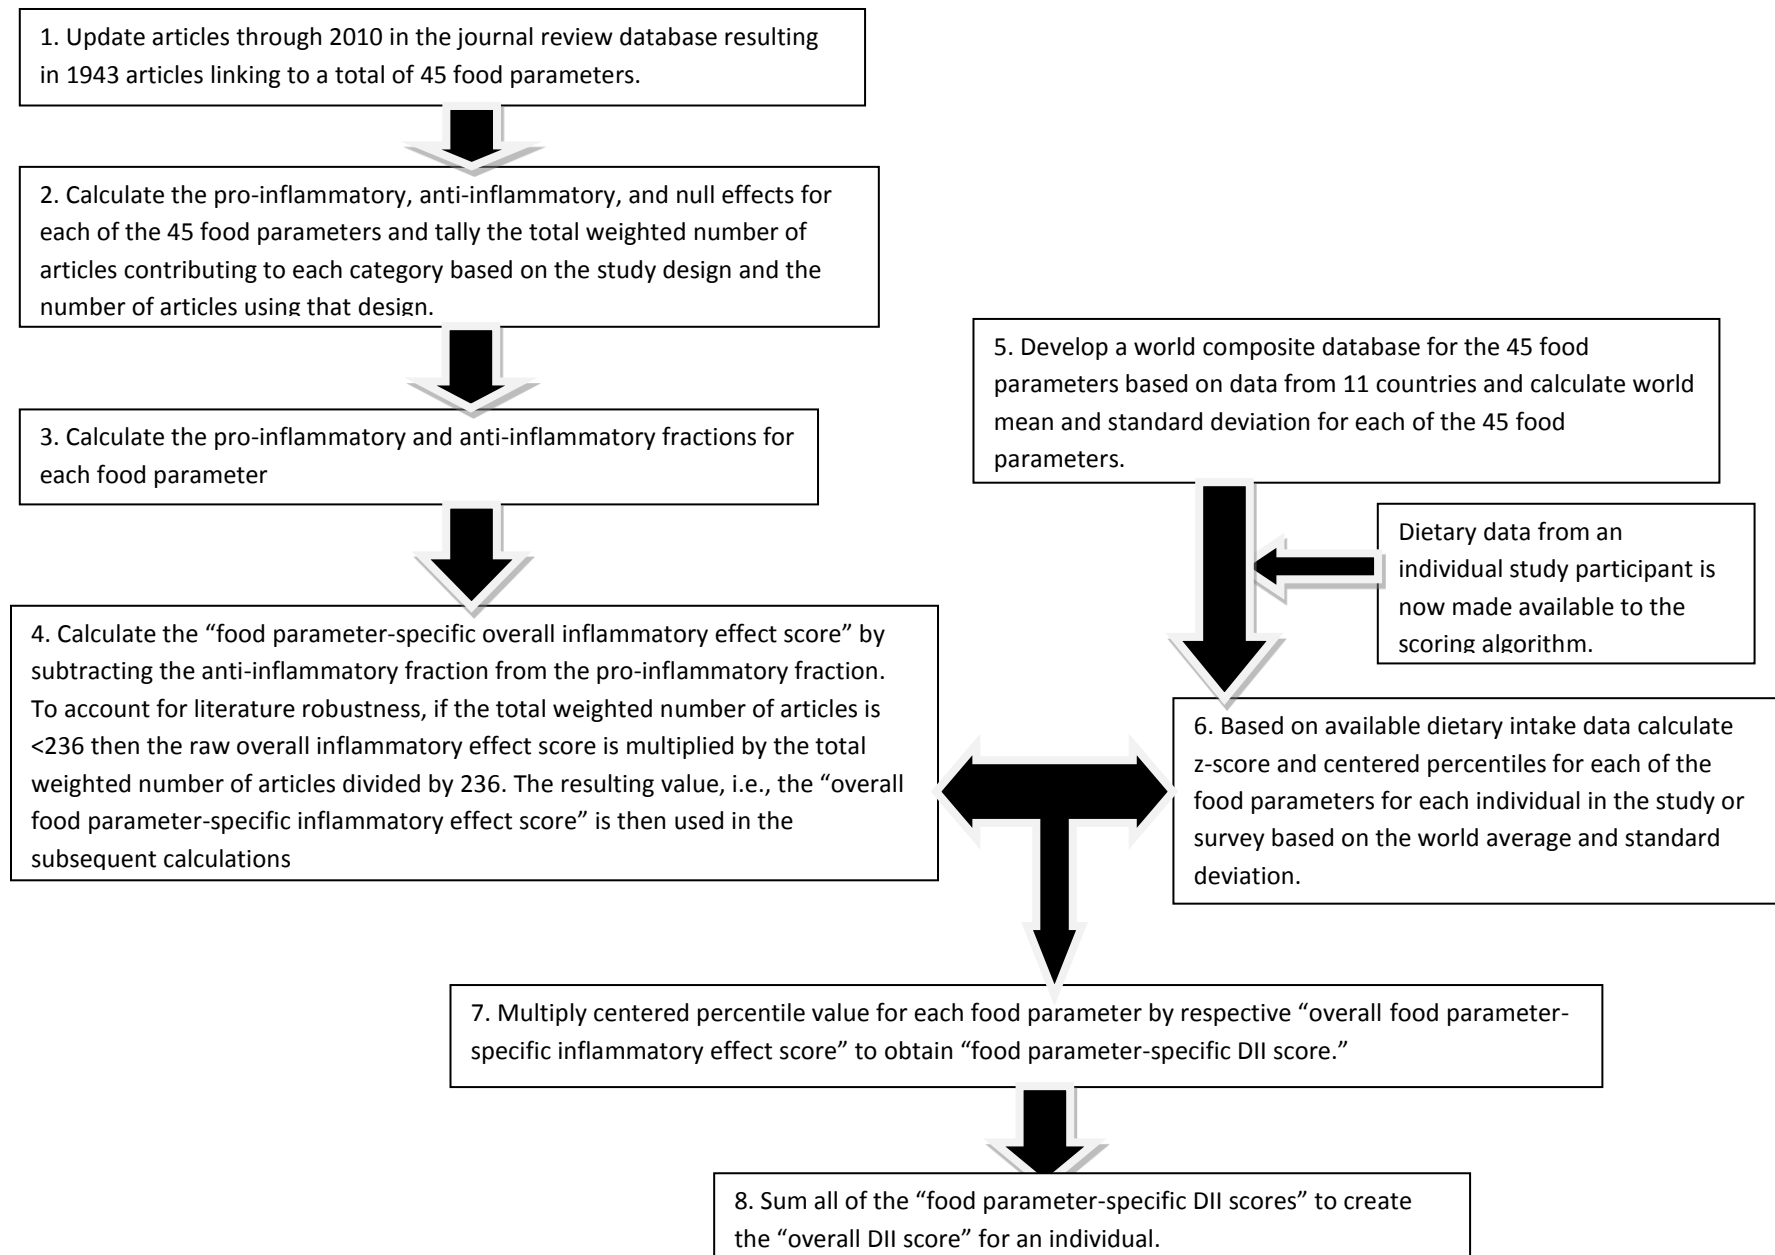 1. Update articles through 2010 in the journal review database resulting
in 1943 articles linking to a total of 45 food parameters.
2. Calculate the pro-inflammatory, anti-inflammatory, and null effects for
each of the 45 food parameters and tally the total weighted number of
articles contributing to each category based on the study design and the
number of articles using that design.
3. Calculate the pro-inflammatory and anti-inflammatory fractions for
each food parameter
4. Calculate the “food parameter-specific overall inflammatory effect score” by
subtracting the anti-inflammatory fraction from the pro-inflammatory fraction.
To account for literature robustness, if the total weighted number of articles is
<236 then the raw overall inflammatory effect score is multiplied by the total
weighted number of articles divided by 236. The resulting value, i.e., the “overall
food parameter-specific inflammatory effect score” is then used in the
subsequent calculations
5. Develop a world composite database for the 45 food
parameters based on data from 11 countries and calculate world
mean and standard deviation for each of the 45 food
parameters.
Dietary data from an
individual study participant is
now made available to the
scoring algorithm.
6. Based on available dietary intake data calculate
z-score and centered percentiles for each of the
food parameters for each individual in the study or
survey based on the world average and standard
deviation.
7. Multiply centered percentile value for each food parameter by respective “overall food parameter-
specific inflammatory effect score” to obtain “food parameter-specific DII score.”
8. Sum all of the “food parameter-specific DII scores” to create
the “overall DII score” for an individual.